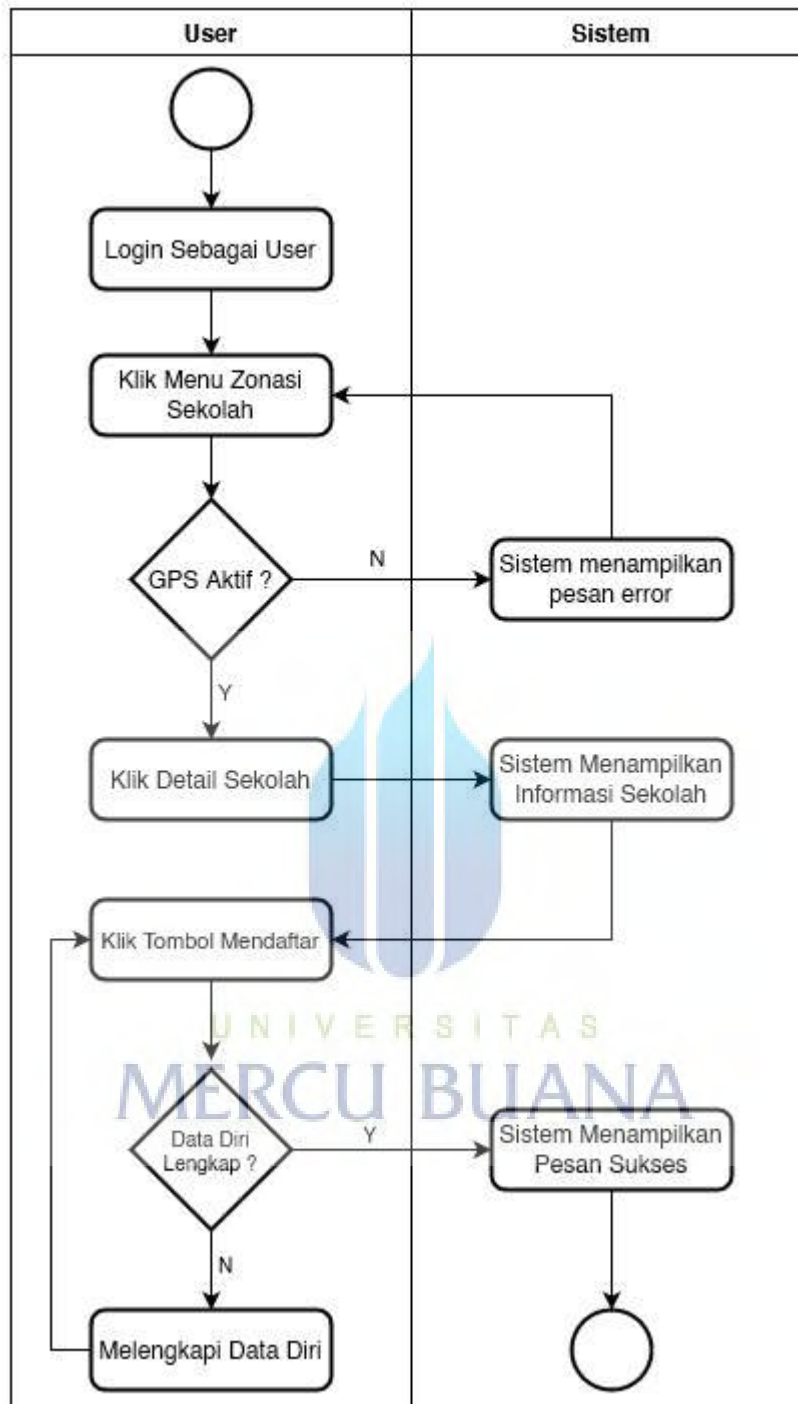 User
Sistem
Login Sebagai User
Klik Menu Zonasi
Sekolah
GPS Aktif ?
N
Sistem menampilkan
pesan error
Y
Klik Detail Sekolah
Sistem Menampilkan
Informasi Sekolah
Klik Tombol Mendaftar
UNIVERSITAS
MERCU BUANA
Data Diri
Lengkap ?
Y
Sistem Menampilkan
Pesan Sukses
N
Melengkapi Data Diri